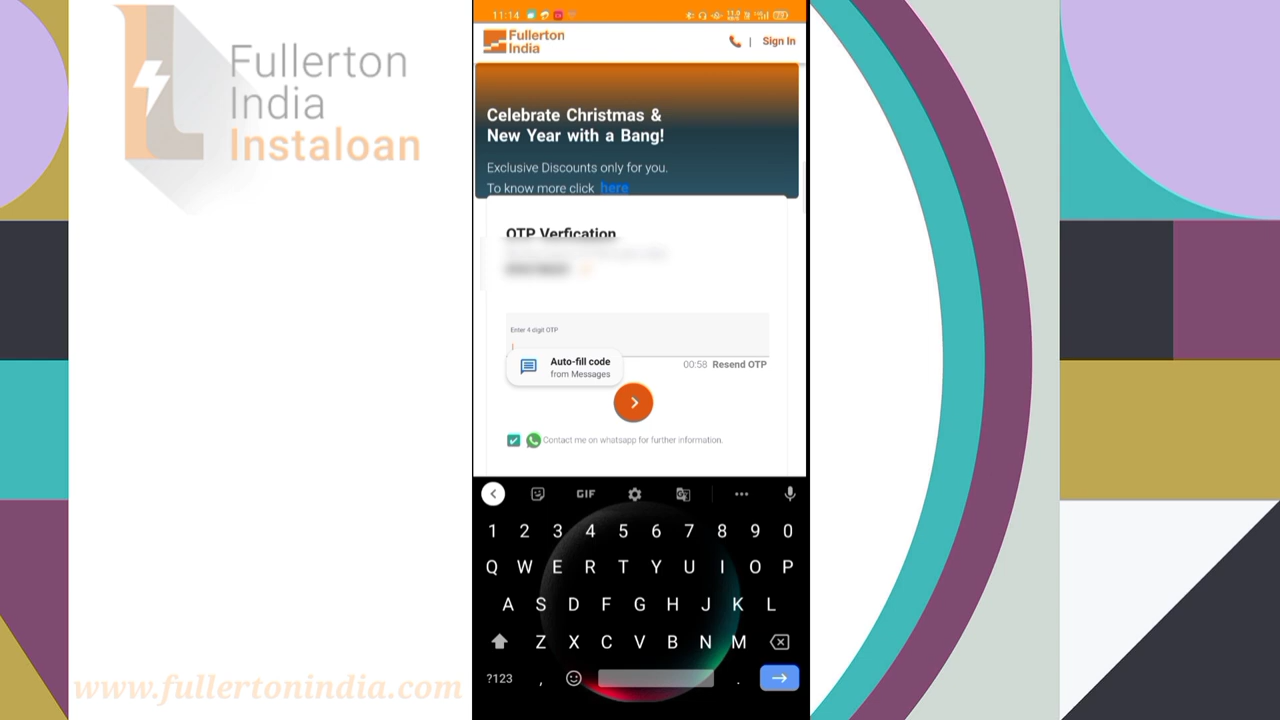 Fullerton
India
Instaloan
www.fullertonindia.com
11:14
Fullerton
India
| Sign In
Celebrate Christmas &
New Year with a Bang!
Exclusive Discounts only for you.
To know more click here
OTP Verfication
Enter 4 digit OTP
Auto-fill code
from Messages
00:58 Resend OTP
Contact me on whatsapp for further information.
GIF
1 2 3 4 5 6 7 8 9 0
Q W E R T Y U I O P
A S D F G H J K L
Z X C V B N M
?123 , .